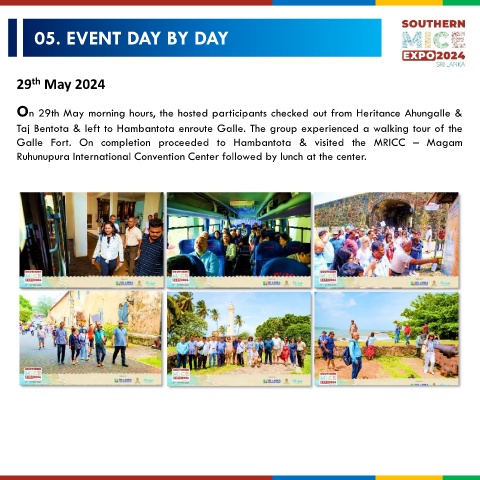 05. EVENT DAY BY DAY
SOUTHERN
MICE
EXPO2024
SRI LANKA
29th May 2024
On 29th May morning hours, the hosted participants checked out from Heritance Ahungalle &
Taj Bentota & left to Hambantota enroute Galle. The group experienced a walking tour of the
Galle Fort. On completion proceeded to Hambantota & visited the MRICC – Magam
Ruhunupura International Convention Center followed by lunch at the center.